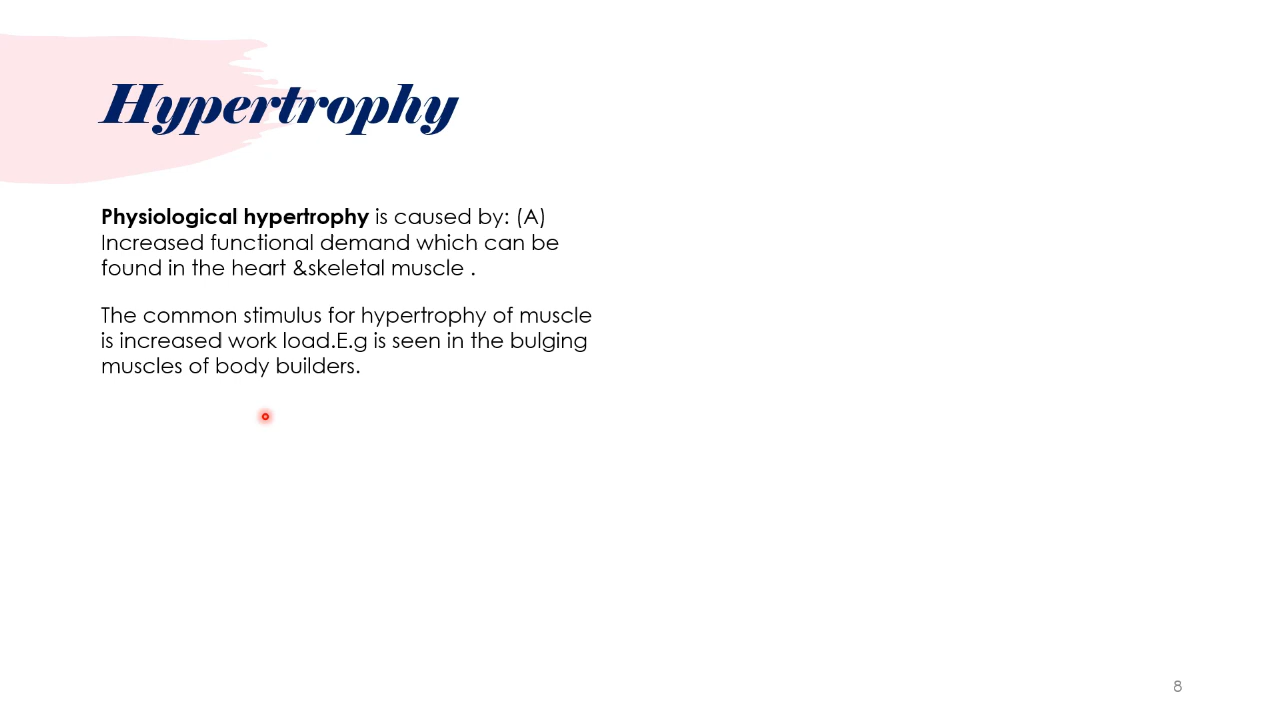 Hypertrophy
Physiological hypertrophy is caused by: (A)
Increased functional demand which can be
found in the heart &skeletal muscle .
The common stimulus for hypertrophy of muscle
is increased work load.E.g is seen in the bulging
muscles of body builders.
8